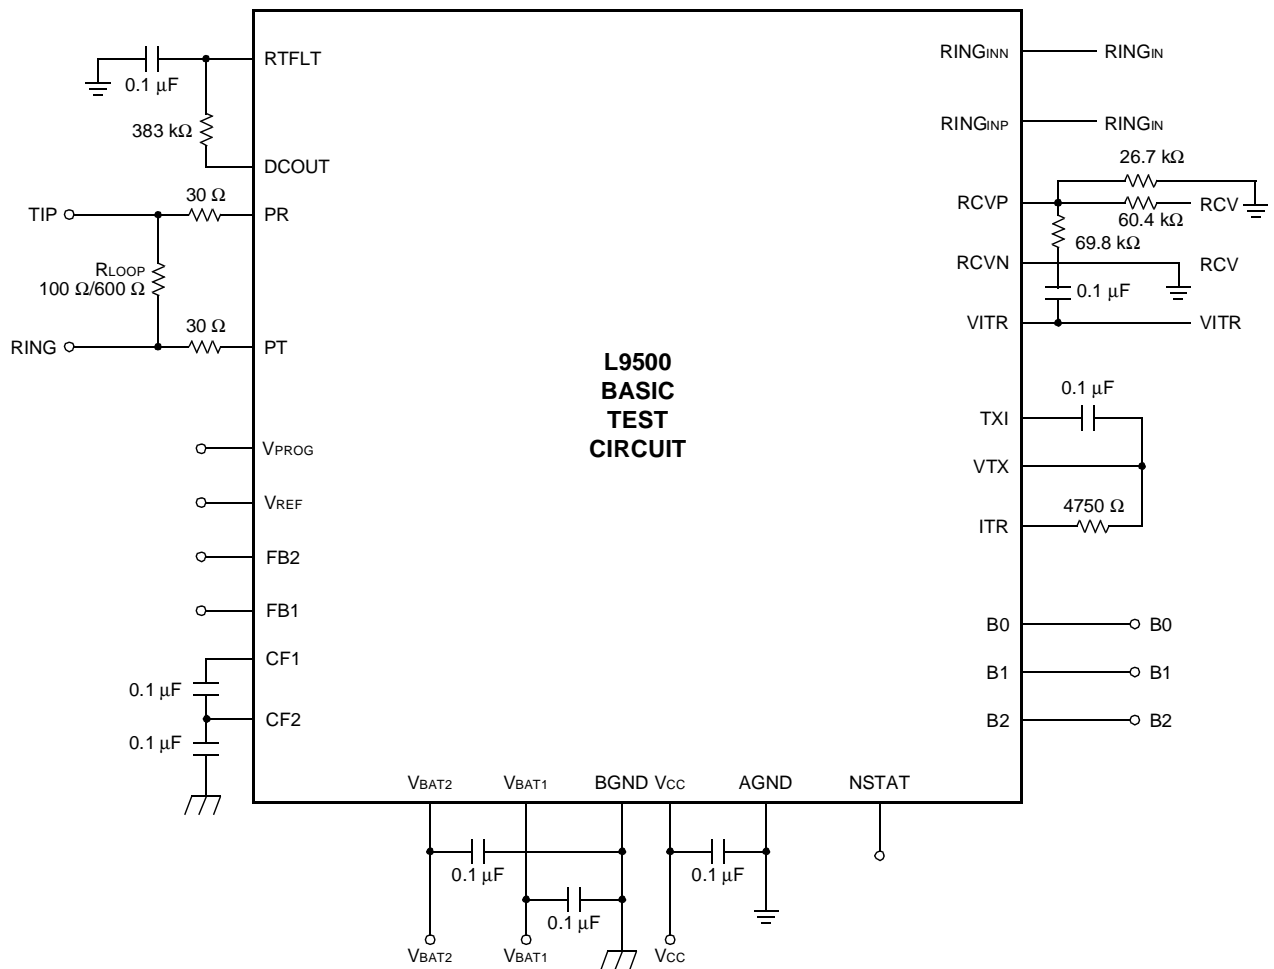 RTFLT
0.1 μF
383 kΩ
DCOUT
30 Ω
TIP
PR
RLOOP
100 Ω/600 Ω
30 Ω
RING
PT
VPROG
VREF
FB2
FB1
CF1
0.1 μF
CF2
0.1 μF
L9500
BASIC
TEST
CIRCUIT
RINGINN
RINGIN
RINGINP
RINGIN
26.7 kΩ
RCVP
RCV
60.4 kΩ
69.8 kΩ
RCVN
RCV
0.1 μF
VITR
VITR
0.1 μF
TXI
VTX
4750 Ω
ITR
B0
B0
B1
B1
B2
B2
VBAT2
VBAT1
BGND
VCC
AGND
NSTAT
0.1 μF
0.1 μF
0.1 μF
VBAT2
VBAT1
VCC